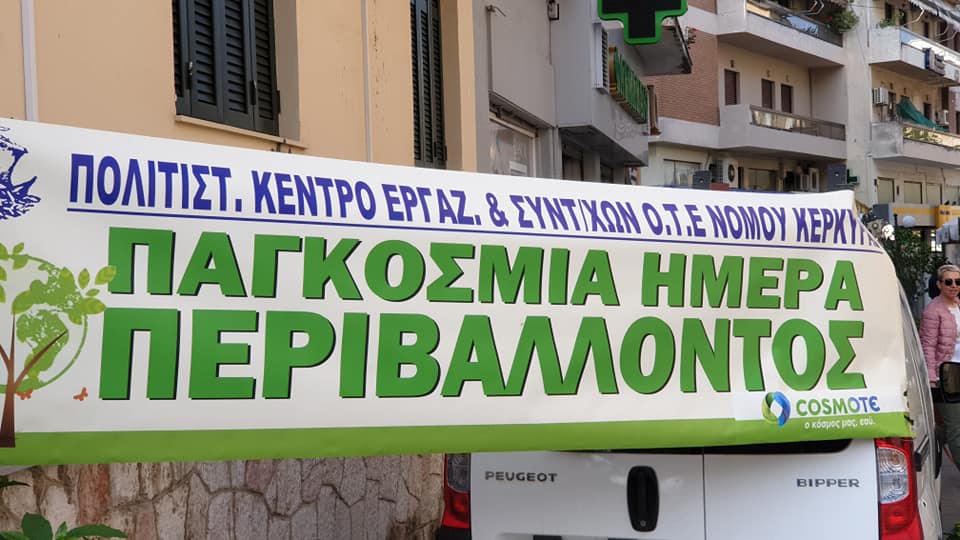 ΠΟΛΙΤΙΣΤ. ΚΕΝΤΡΟ ΕΡΓΑΖ. & ΣΥΝΤ/ΧΩΝ Ο.Τ.Ε ΝΟΜΟΥ
ΠΑΓΚΟΣΜΙΑ ΗΜΕΡΑ
ΠΕΡΙΒΑΛΛΟΝΤΟΣ
COSMOTE
ο κόσμος μας, εσύ.
PEUGEOT
BIPPER